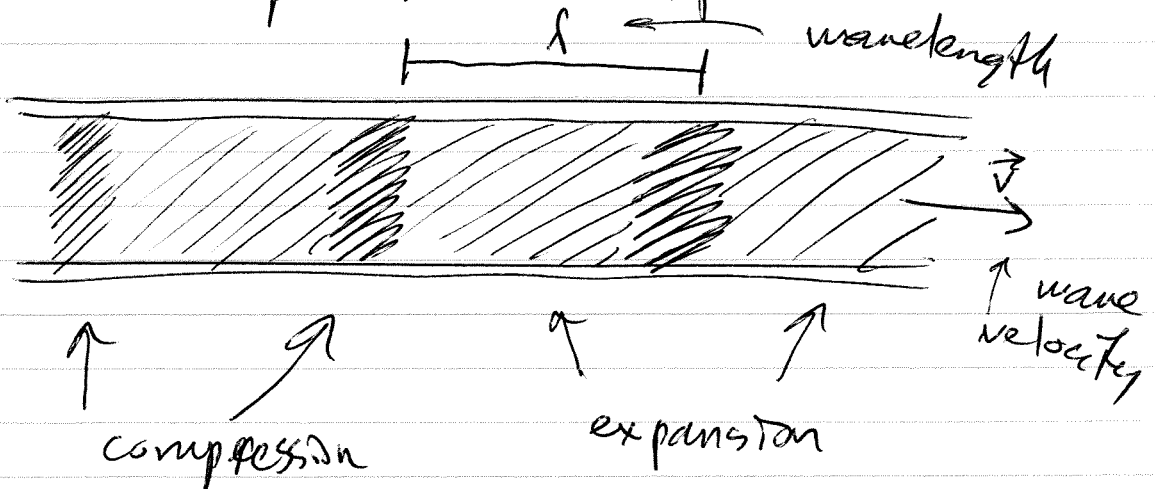 λ
wavelength
v⃗
wave
velocity
compression
expansion